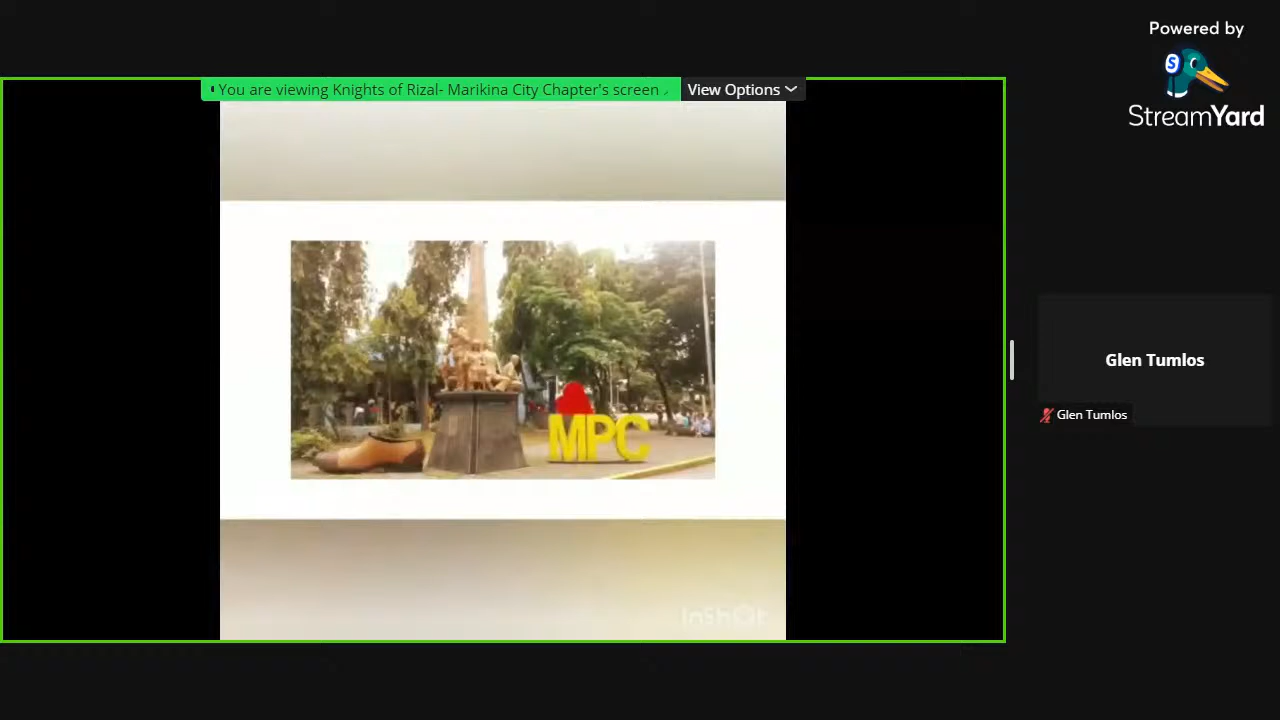 Powered by
StreamYard
You are viewing Knights of Rizal- Marikina City Chapter's screen
View Options
MPC
Glen Tumlos
Glen Tumlos
InShOt